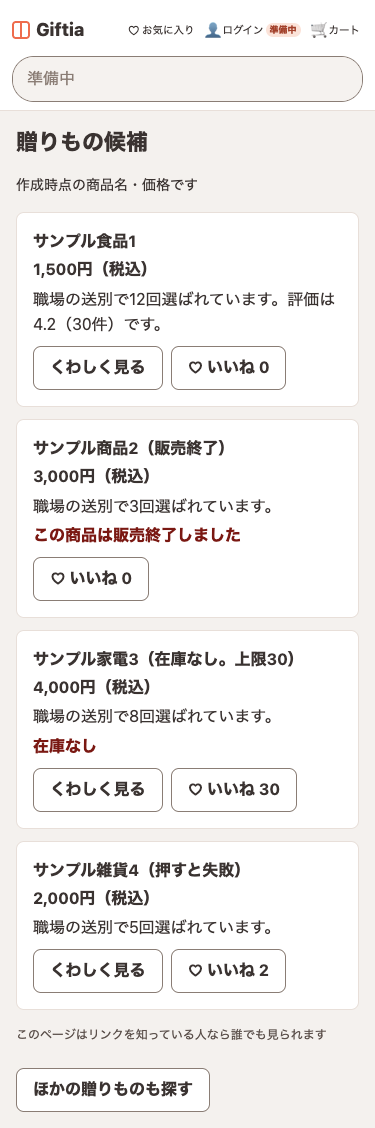 Giftia
♡ お気に入り
ログイン 準備中
カート
準備中
贈りもの候補
作成時点の商品名・価格です
サンプル食品1
1,500円（税込）
職場の送別で12回選ばれています。評価は
4.2（30件）です。
くわしく見る
♡ いいね 0
サンプル商品2（販売終了）
3,000円（税込）
職場の送別で3回選ばれています。
この商品は販売終了しました
♡ いいね 0
サンプル家電3（在庫なし。上限30）
4,000円（税込）
職場の送別で8回選ばれています。
在庫なし
くわしく見る
♡ いいね 30
サンプル雑貨4（押すと失敗）
2,000円（税込）
職場の送別で5回選ばれています。
くわしく見る
♡ いいね 2
このページはリンクを知っている人なら誰でも見られます
ほかの贈りものも探す